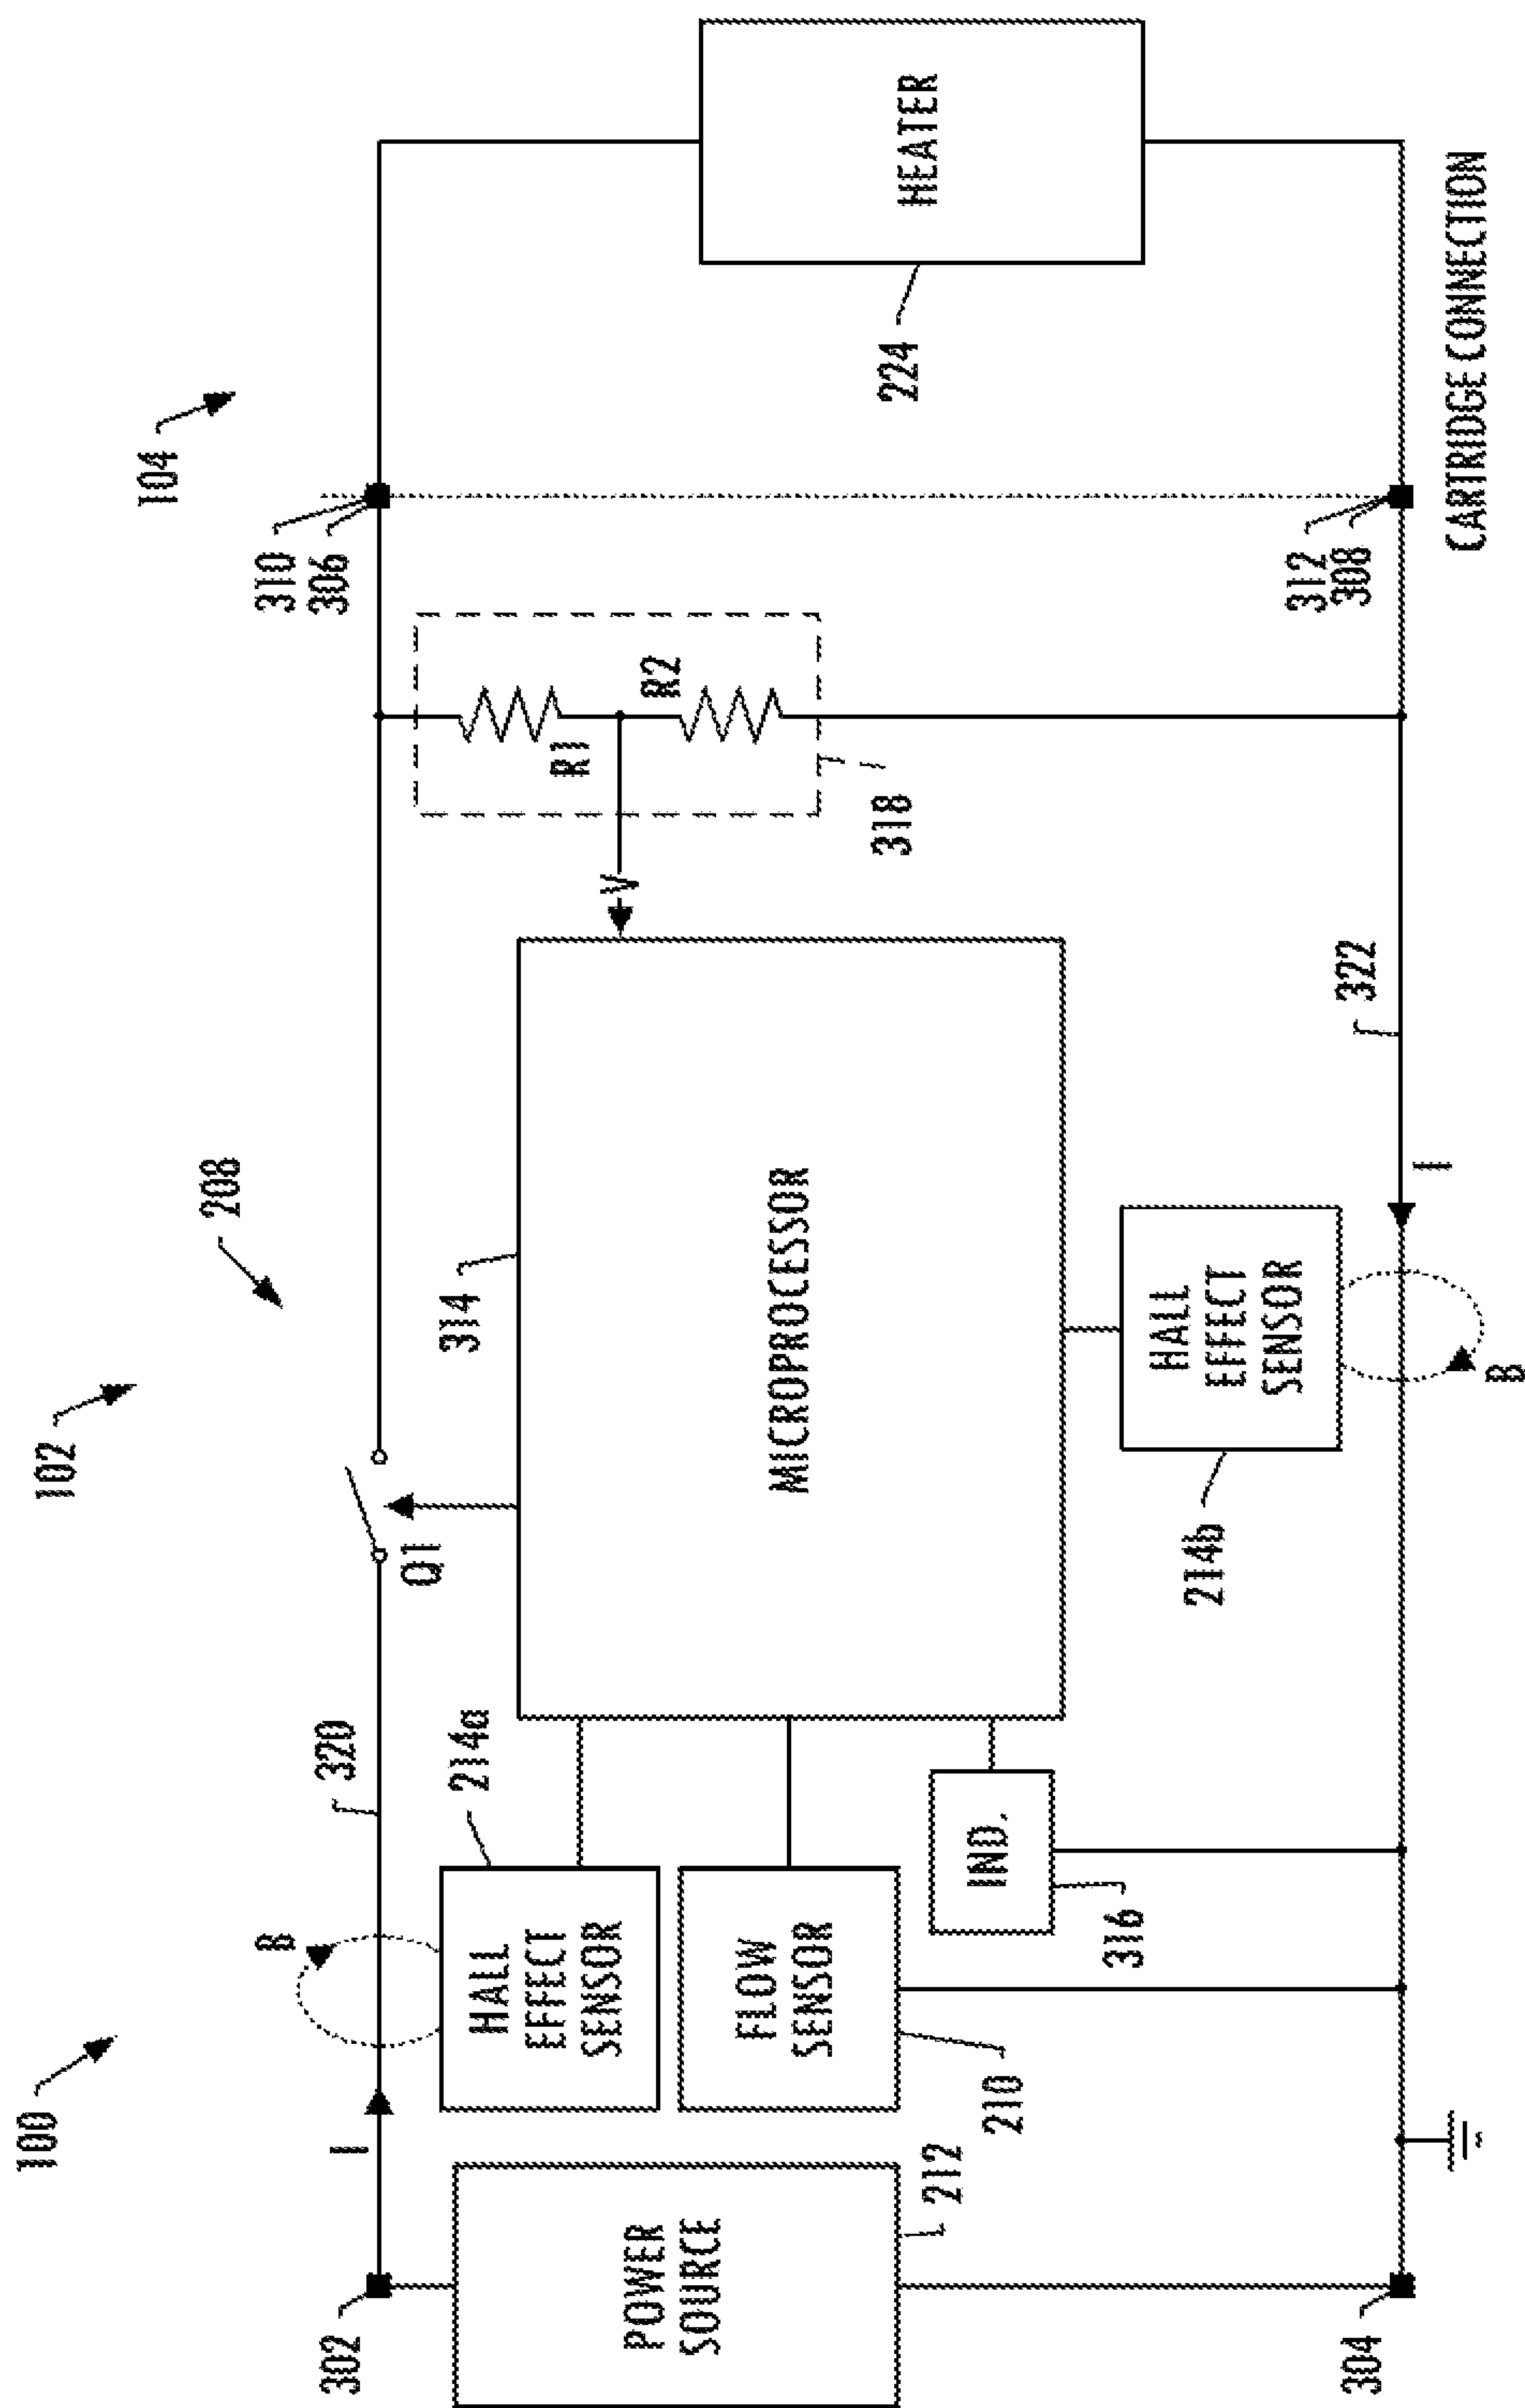 100
102
208
104
302
I
B
320
Q1
310
306
POWER
SOURCE
212
HALL
EFFECT
SENSOR
214a
FLOW
SENSOR
210
IND.
316
314
MICROPROCESSOR
V
R1
R2
318
HEATER
224
HALL
EFFECT
SENSOR
214b
B
I
322
304
312
308
CARTRIDGE CONNECTION